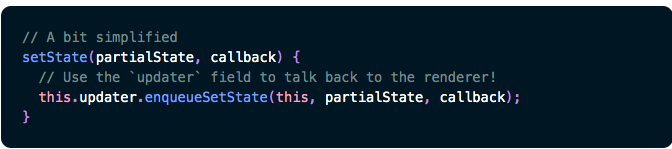 // A bit simplified
setState(partialState, callback) {
  // Use the `updater` field to talk back to the renderer!
  this.updater.enqueueSetState(this, partialState, callback);
}